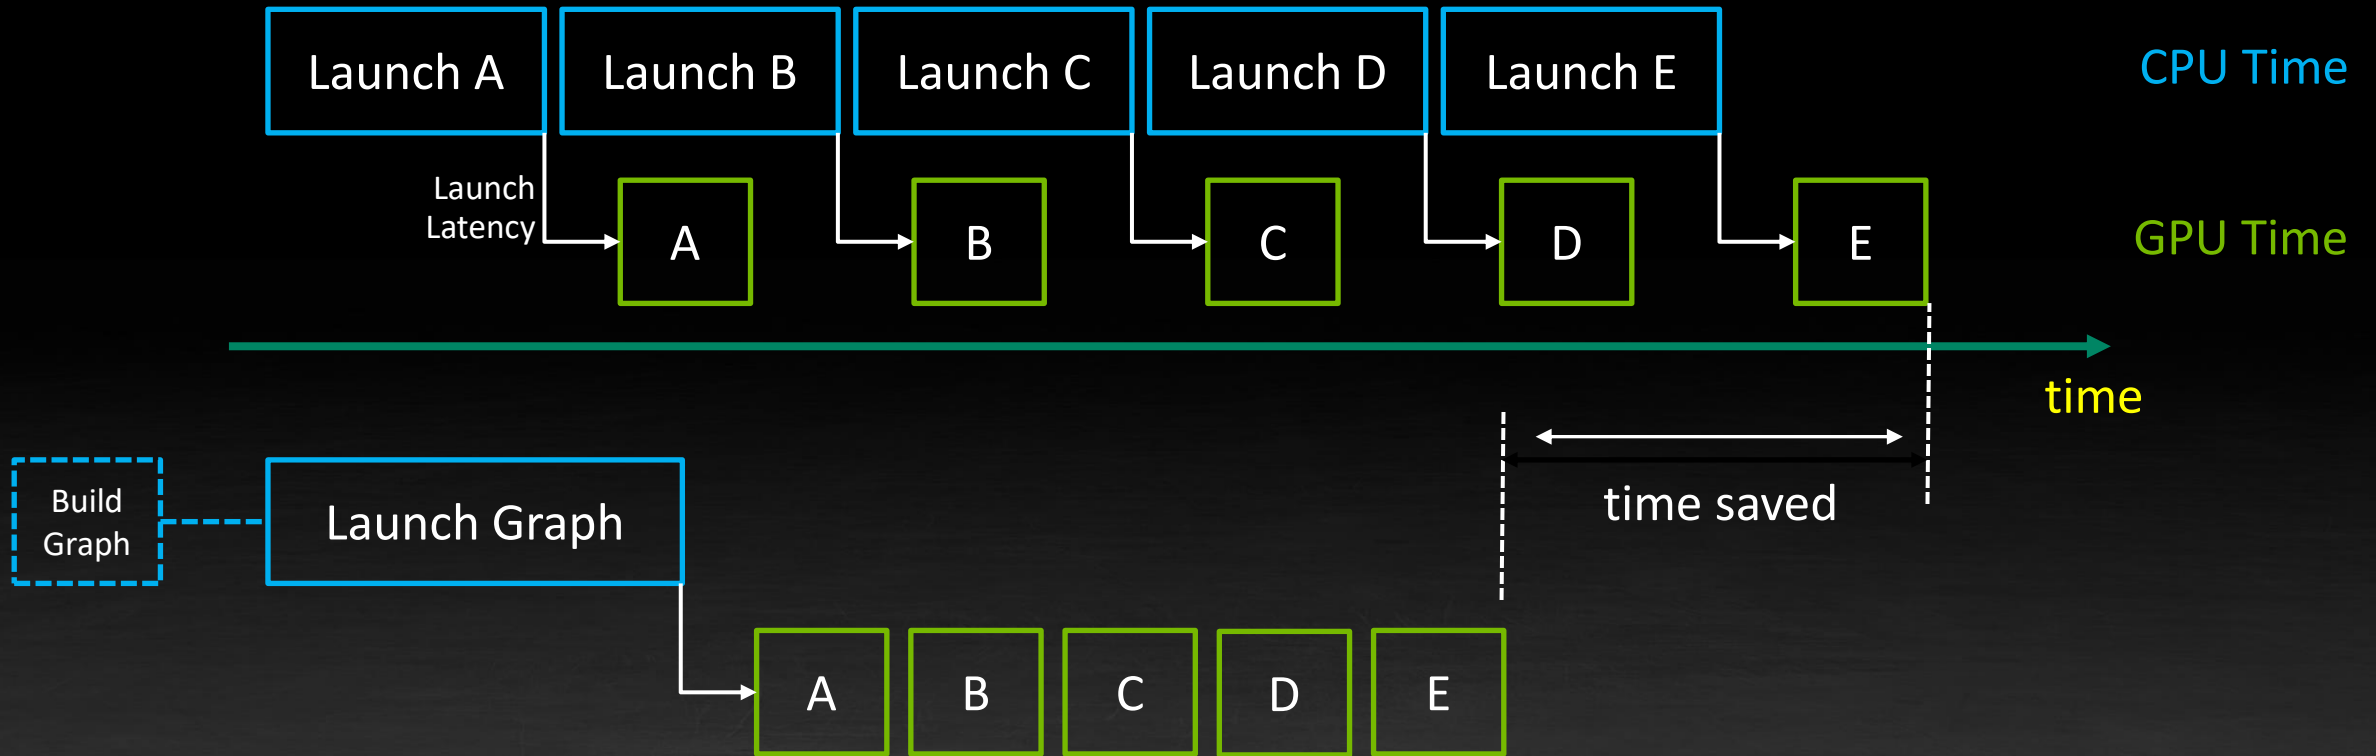 Launch A
Launch B
Launch C
Launch D
Launch E
CPU Time
Launch
Latency
A
B
C
D
E
GPU Time
time
Build
Graph
Launch Graph
time saved
A
B
C
D
E